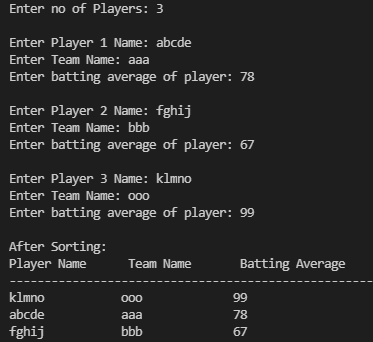 Enter no of Players: 3
Enter Player 1 Name: abcde
Enter Team Name: aaa
Enter batting average of player: 78
Enter Player 2 Name: fghij
Enter Team Name: bbb
Enter batting average of player: 67
Enter Player 3 Name: klmno
Enter Team Name: ooo
Enter batting average of player: 99
After Sorting:
Player Name Team Name Batting Average
----------------------------------------------------
klmno ooo 99
abcde aaa 78
fghij bbb 67